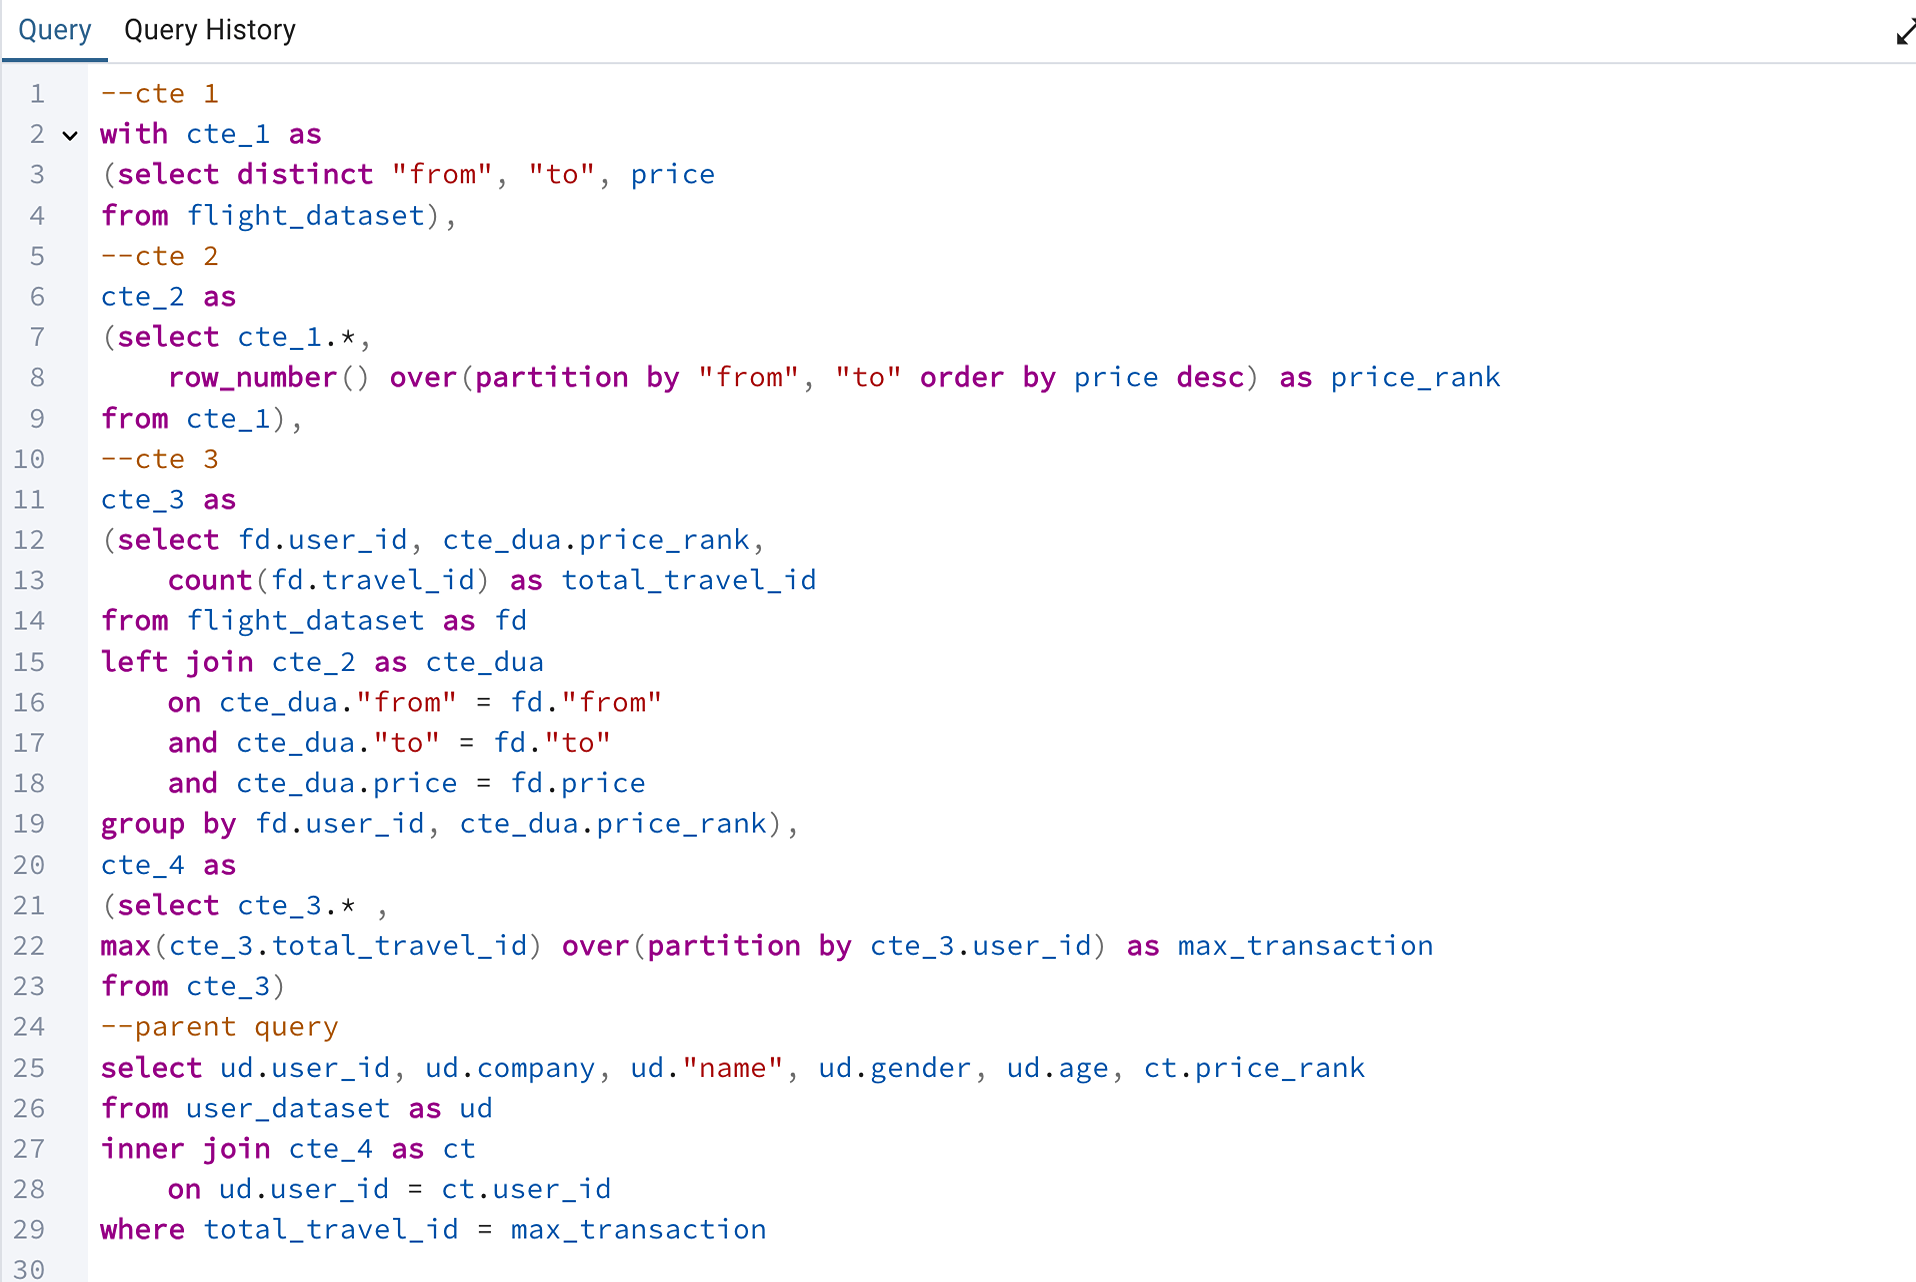 Query Query History
1 --cte 1
2 with cte_1 as
3 (select distinct "from", "to", price
4 from flight_dataset),
5 --cte 2
6 cte_2 as
7 (select cte_1.*,
8 row_number() over(partition by "from", "to" order by price desc) as price_rank
9 from cte_1),
10 --cte 3
11 cte_3 as
12 (select fd.user_id, cte_dua.price_rank,
13 count(fd.travel_id) as total_travel_id
14 from flight_dataset as fd
15 left join cte_2 as cte_dua
16 on cte_dua."from" = fd."from"
17 and cte_dua."to" = fd."to"
18 and cte_dua.price = fd.price
19 group by fd.user_id, cte_dua.price_rank),
20 cte_4 as
21 (select cte_3.* ,
22 max(cte_3.total_travel_id) over(partition by cte_3.user_id) as max_transaction
23 from cte_3)
24 --parent query
25 select ud.user_id, ud.company, ud."name", ud.gender, ud.age, ct.price_rank
26 from user_dataset as ud
27 inner join cte_4 as ct
28 on ud.user_id = ct.user_id
29 where total_travel_id = max_transaction
30